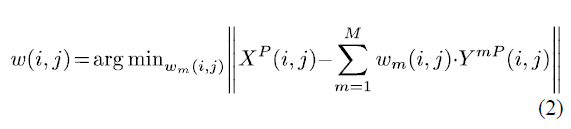 w(i,j)=arg min_{w_m(i,j)} ‖X^P(i,j)–∑_{m=1}^{M} w_m(i,j)·Y^{mP}(i,j)‖
(2)